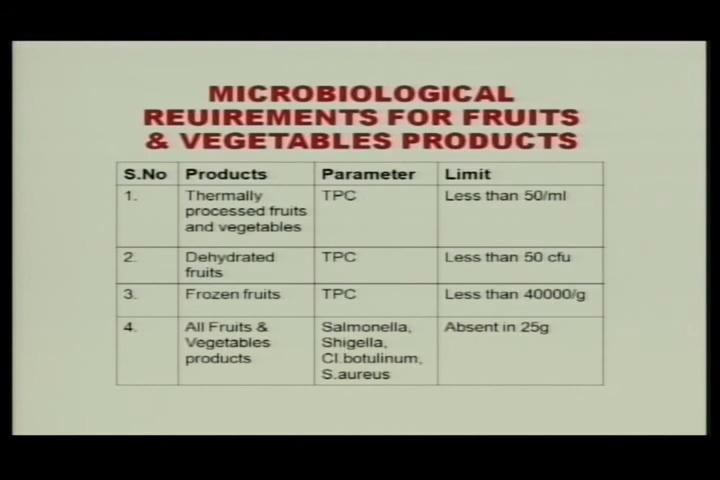 MICROBIOLOGICAL
REUIREMENTS FOR FRUITS
& VEGETABLES PRODUCTS
S.No Products Parameter Limit
1. Thermally processed fruits and vegetables TPC Less than 50/ml
2. Dehydrated fruits TPC Less than 50 cfu
3. Frozen fruits TPC Less than 40000/g
4. All Fruits & Vegetables products Salmonella, Shigella, Cl.botulinum, S.aureus Absent in 25g